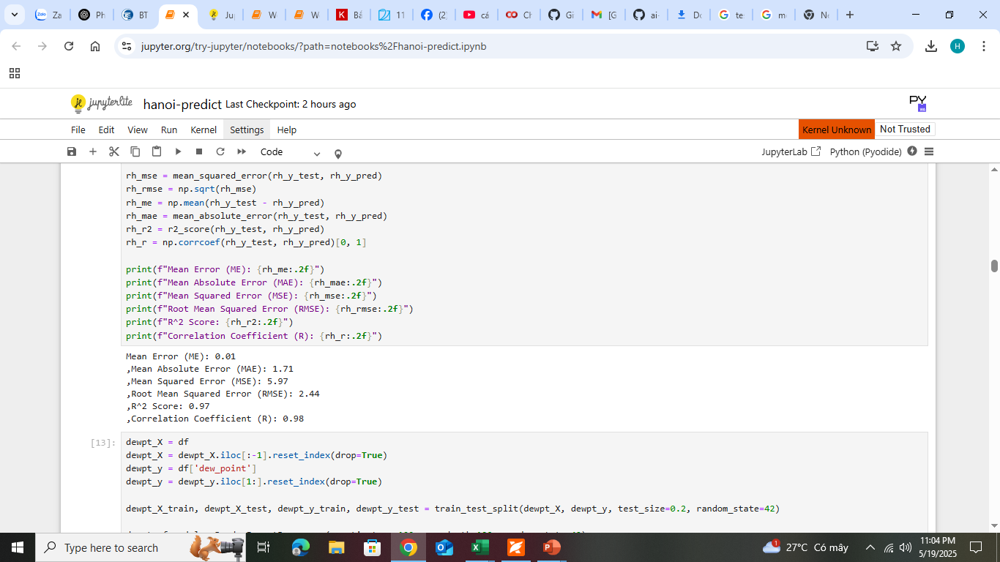 Za
Ph
BT
Ju
W
We
K Bả
11
(2)
cá
Ch
Gi
[G
ai-
Do
te
m
Ne
jupyter.org/try-jupyter/notebooks/?path=notebooks%2Fhanoi-predict.ipynb
H
jupyterlite hanoi-predict Last Checkpoint: 2 hours ago
PY
File Edit View Run Kernel Settings Help Kernel Unknown Not Trusted
Code JupyterLab Python (Pyodide)
rh_mse = mean_squared_error(rh_y_test, rh_y_pred)
rh_rmse = np.sqrt(rh_mse)
rh_me = np.mean(rh_y_test - rh_y_pred)
rh_mae = mean_absolute_error(rh_y_test, rh_y_pred)
rh_r2 = r2_score(rh_y_test, rh_y_pred)
rh_r = np.corrcoef(rh_y_test, rh_y_pred)[0, 1]
print(f"Mean Error (ME): {rh_me:.2f}")
print(f"Mean Absolute Error (MAE): {rh_mae:.2f}")
print(f"Mean Squared Error (MSE): {rh_mse:.2f}")
print(f"Root Mean Squared Error (RMSE): {rh_rmse:.2f}")
print(f"R^2 Score: {rh_r2:.2f}")
print(f"Correlation Coefficient (R): {rh_r:.2f}")
Mean Error (ME): 0.01
,Mean Absolute Error (MAE): 1.71
,Mean Squared Error (MSE): 5.97
,Root Mean Squared Error (RMSE): 2.44
,R^2 Score: 0.97
,Correlation Coefficient (R): 0.98
[13]: dewpt_X = df
dewpt_X = dewpt_X.iloc[:-1].reset_index(drop=True)
dewpt_y = df['dew_point']
dewpt_y = dewpt_y.iloc[1:].reset_index(drop=True)
dewpt_X_train, dewpt_X_test, dewpt_y_train, dewpt_y_test = train_test_split(dewpt_X, dewpt_y, test_size=0.2, random_state=42)
Type here to search
1 27°C Có mây
11:04 PM
5/19/2025